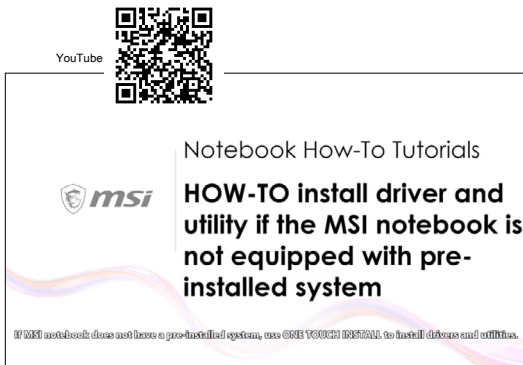 YouTube
Notebook How-To Tutorials
msi
HOW-TO install driver and
utility if the MSI notebook is
not equipped with pre-
installed system
If MSI notebook does not have a pre-installed system, use ONE TOUCH INSTALL to install drivers and utilities.